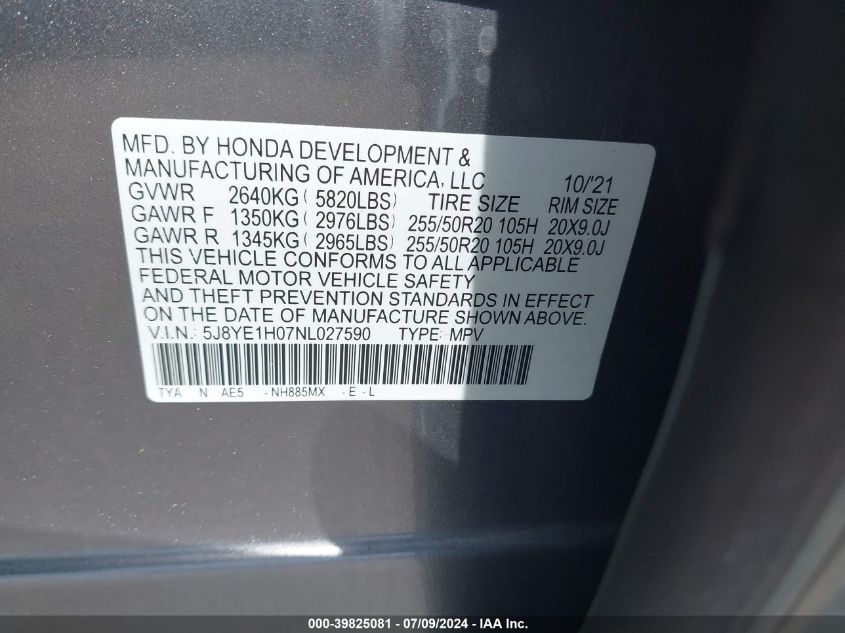 MFD. BY HONDA DEVELOPMENT &
MANUFACTURING OF AMERICA, LLC 10/'21
GVWR 2640KG ( 5820LBS) TIRE SIZE RIM SIZE
GAWR F 1350KG ( 2976LBS) 255/50R20 105H 20X9.0J
GAWR R 1345KG ( 2965LBS) 255/50R20 105H 20X9.0J
THIS VEHICLE CONFORMS TO ALL APPLICABLE
FEDERAL MOTOR VEHICLE SAFETY
AND THEFT PREVENTION STANDARDS IN EFFECT
ON THE DATE OF MANUFACTURE SHOWN ABOVE.
V.I.N.: 5J8YE1H07NL027590 TYPE: MPV
TYA N AE5 -NH885MX -E -L
000-39825081 - 07/09/2024 - IAA Inc.